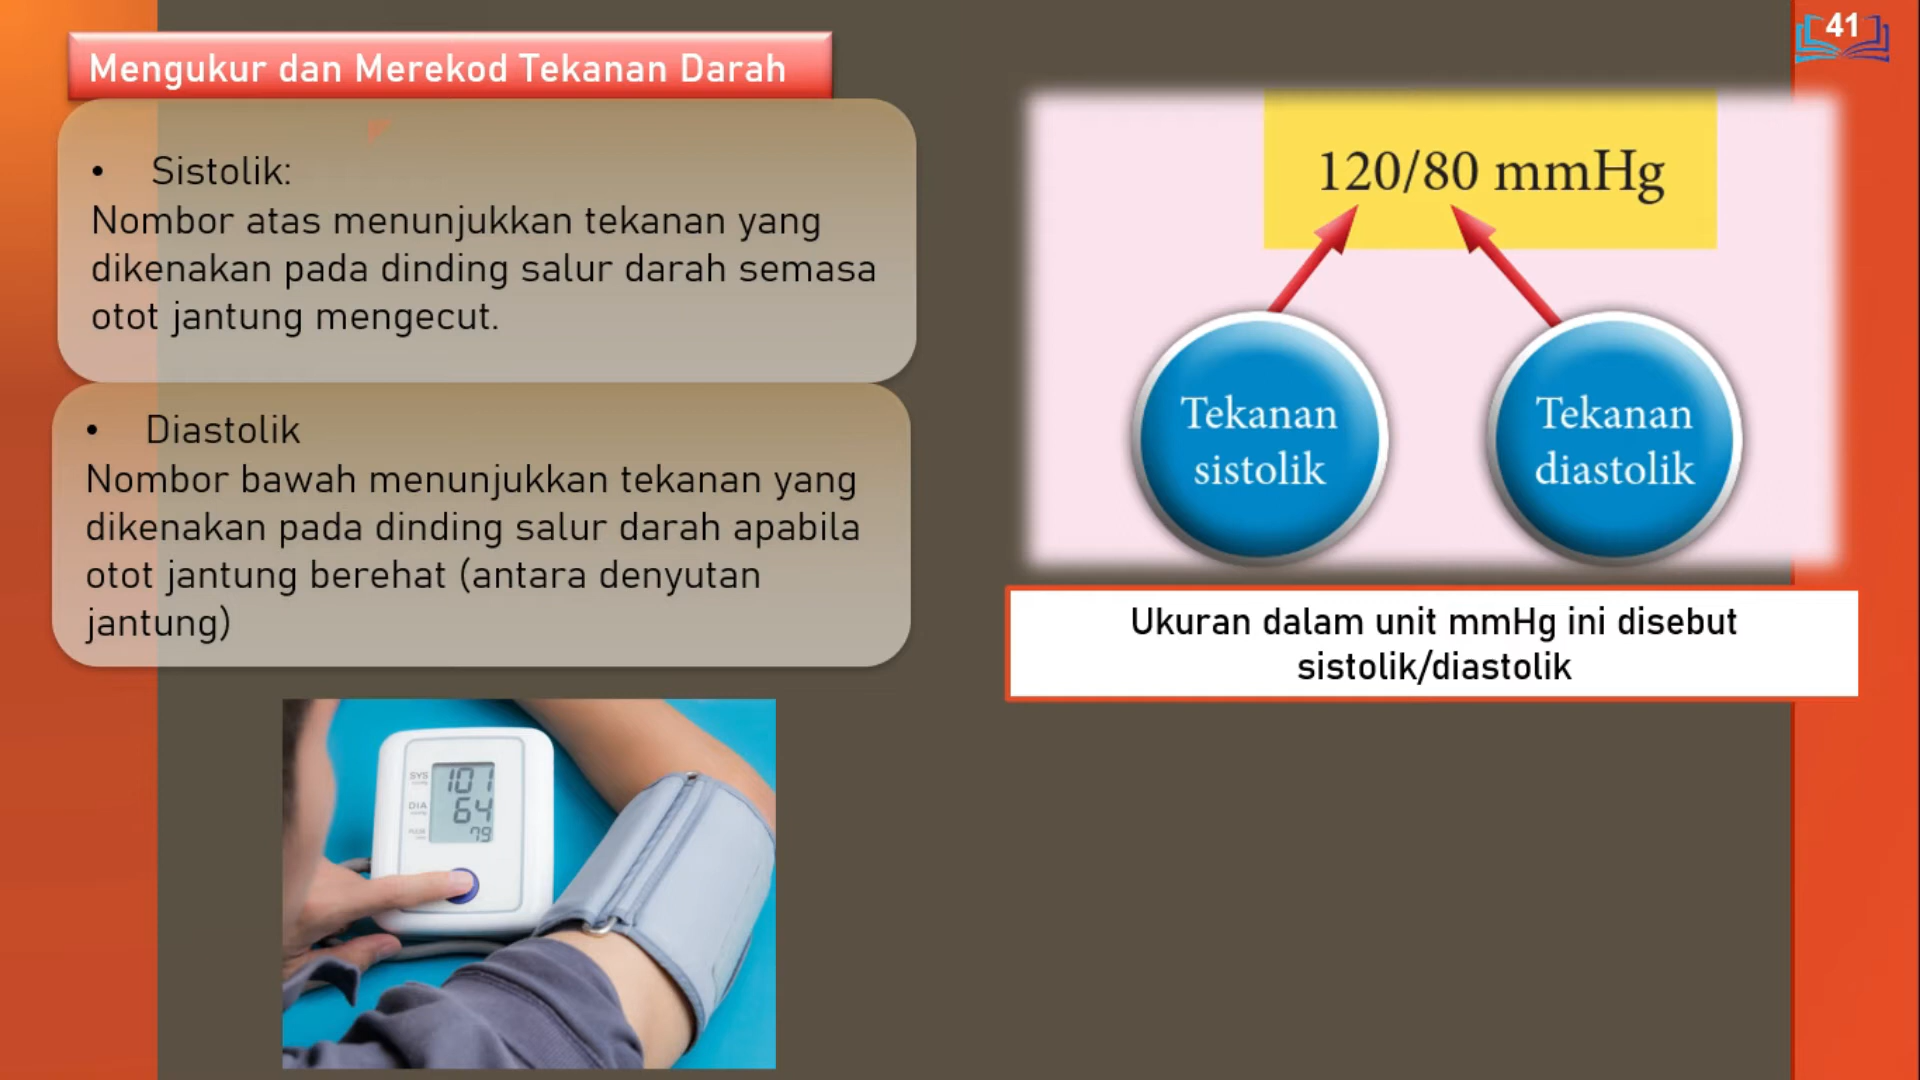 41
Mengukur dan Merekod Tekanan Darah
• Sistolik:
Nombor atas menunjukkan tekanan yang
dikenakan pada dinding salur darah semasa
otot jantung mengecut.
• Diastolik
Nombor bawah menunjukkan tekanan yang
dikenakan pada dinding salur darah apabila
otot jantung berehat (antara denyutan
jantung)
120/80 mmHg
Tekanan
sistolik
Tekanan
diastolik
Ukuran dalam unit mmHg ini disebut
sistolik/diastolik
SYS
101
DIA
64
79